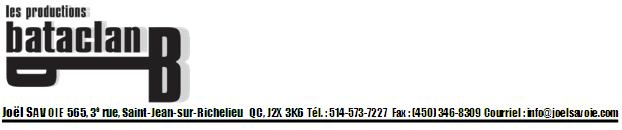 les productions
bataclan
B
Joël SAVOIE 565, 3e rue, Saint-Jean-sur-Richelieu QC, J2X 3K6 Tél. : 514-573-7227 Fax : (450) 346-8309 Courriel : info@joelsavoie.com